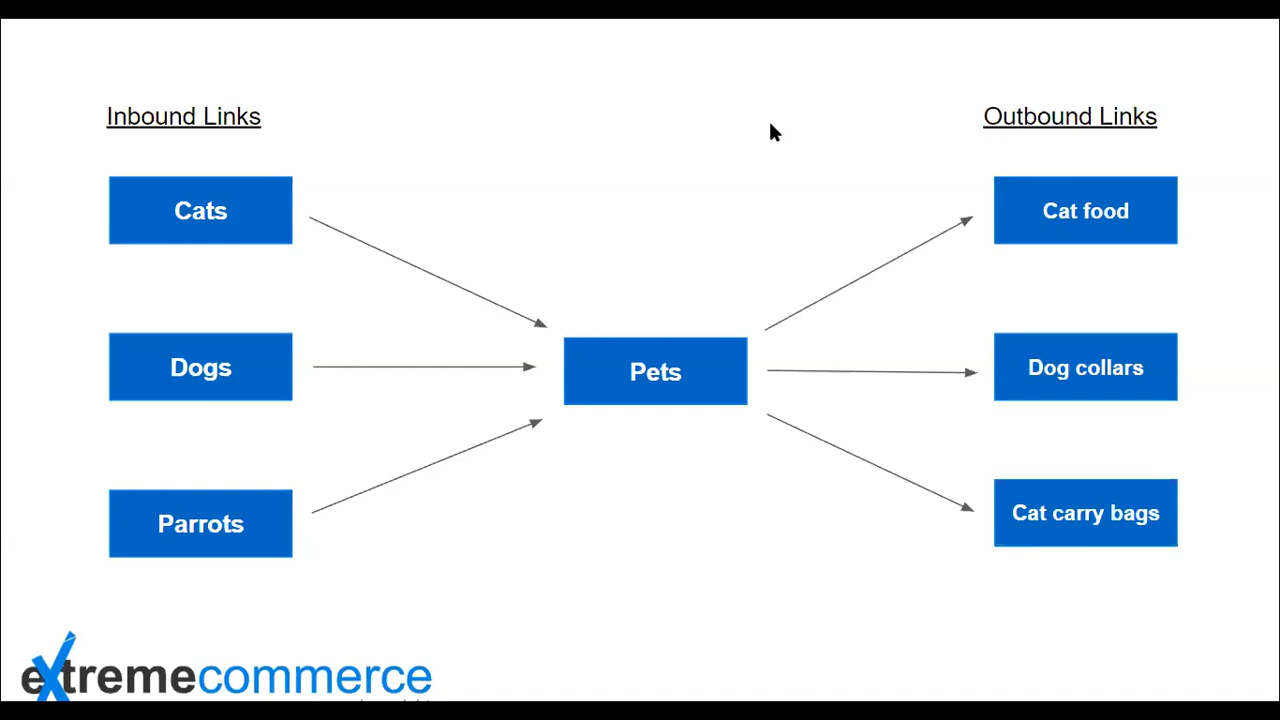 Inbound Links
Outbound Links
Cats
Cat food
Dogs
Pets
Dog collars
Parrots
Cat carry bags
extremecommerce